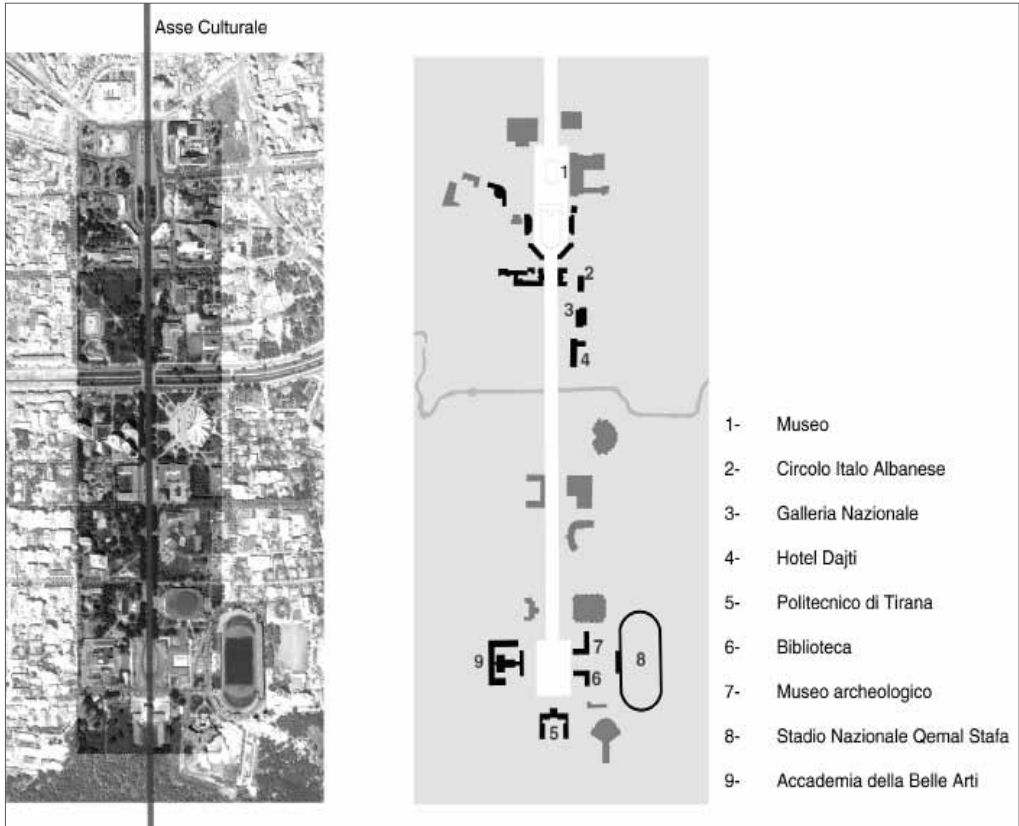 Asse Culturale
1
2
3
4
7
9
8
6
5
1- Museo
2- Circolo Italo Albanese
3- Galleria Nazionale
4- Hotel Dajti
5- Politecnico di Tirana
6- Biblioteca
7- Museo archeologico
8- Stadio Nazionale Qemal Stafa
9- Accademia della Belle Arti